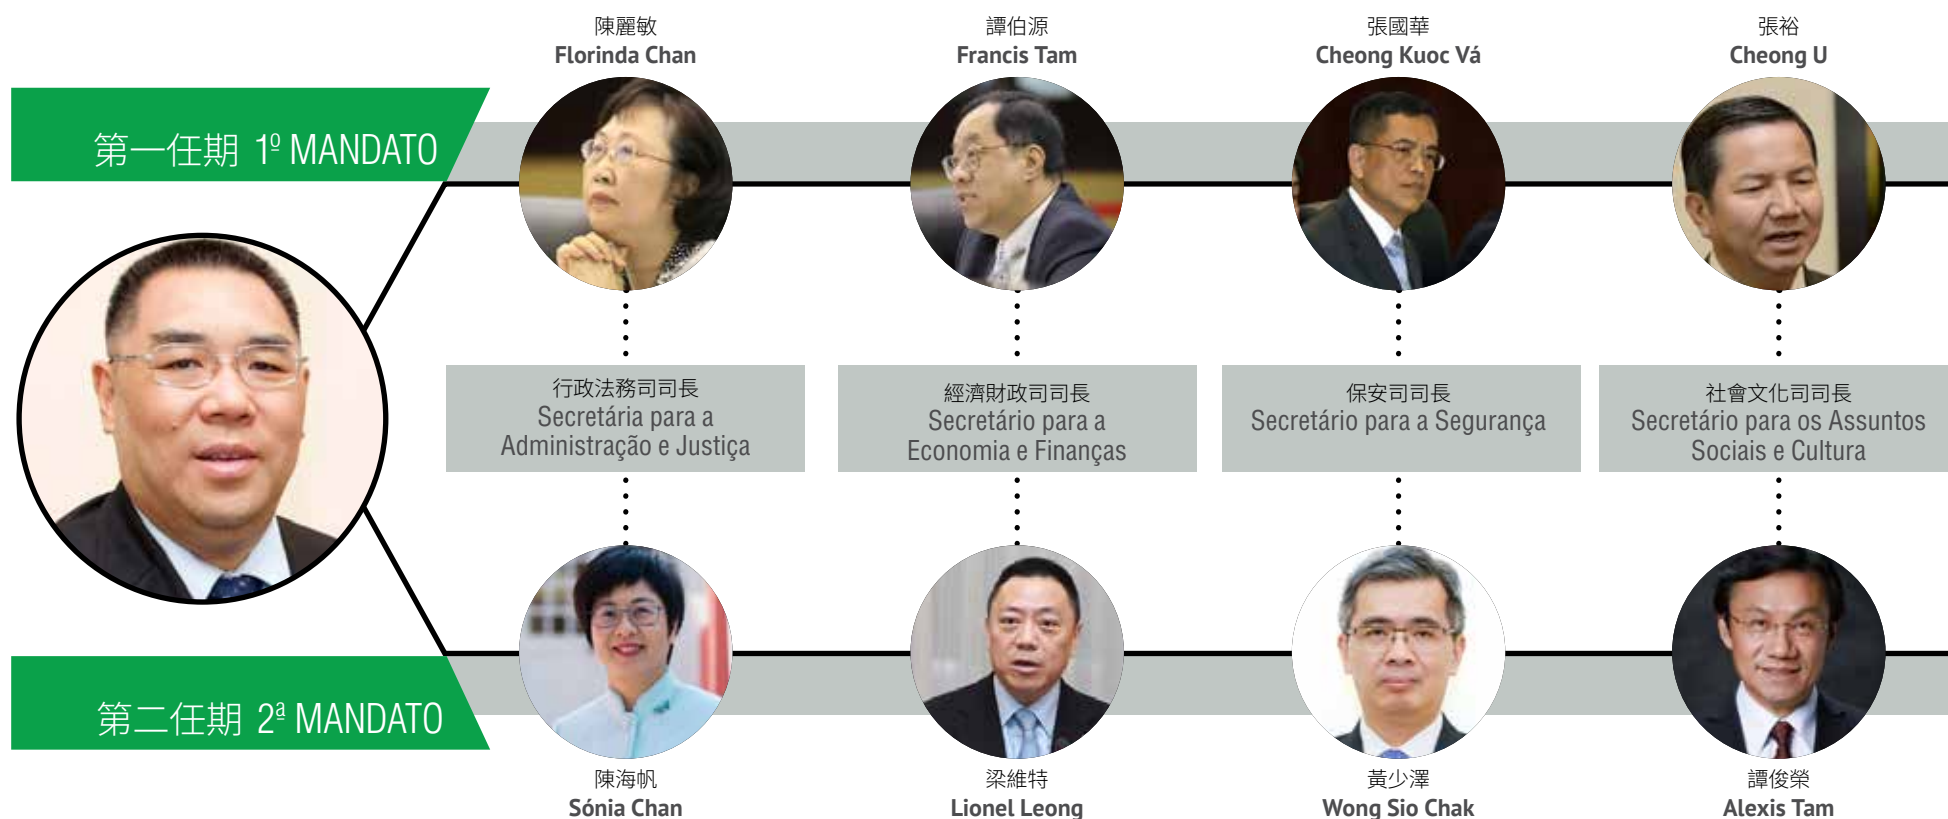 陳麗敏
Florinda Chan
譚伯源
Francis Tam
張國華
Cheong Kuoc Vá
張裕
Cheong U
第一任期 1º MANDATO
行政法務司司長
Secretária para a
Administração e Justiça
經濟財政司司長
Secretário para a
Economia e Finanças
保安司司長
Secretário para a Segurança
社會文化司司長
Secretário para os Assuntos
Sociais e Cultura
第二任期 2ª MANDATO
陳海帆
Sónia Chan
梁維特
Lionel Leong
黃少澤
Wong Sio Chak
譚俊榮
Alexis Tam